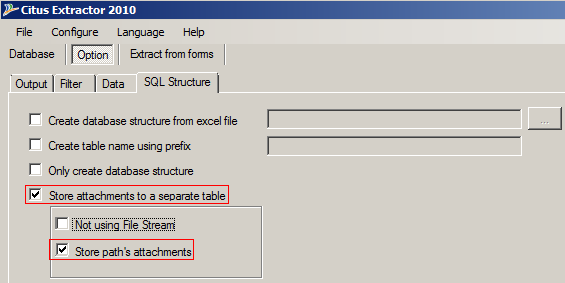 Citus Extractor 2010
File Configure Language Help
Database Option Extract from forms
Output Filter Data SQL Structure
Create database structure from excel file ...
Create table name using prefix
Only create database structure
Store attachments to a separate table
Not using File Stream
Store path's attachments